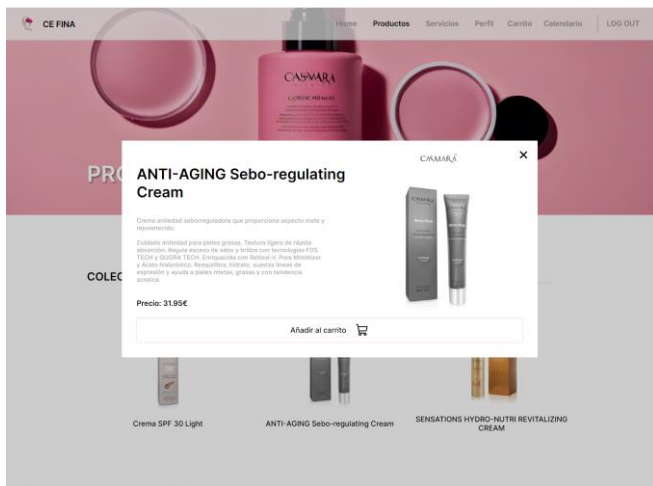 CE FINA
Home Productos Servicios Perfil Carrito Calendario LOG OUT
CASMARA
PRO
CASMARA
ANTI-AGING Sebo-regulating
Cream
Crema antiedad seborreguladora que proporciona aspecto mate y
rejuvenecido.
Cuidado antiedad para pieles grasas. Textura ligera de rápida
absorción. Regula exceso de sebo y brillos con tecnologías FDS
TECH y QUORA TECH. Enriquecida con Retinal-V, Pore Minimizer
y Ácido hialurónico. Reequilibra, hidrata, suaviza líneas de
expresión y ayuda a pieles mixtas, grasas y con tendencia
acneica.
Precio: 31.95€
Añadir al carrito
COLEC
Crema SPF 30 Light
ANTI-AGING Sebo-regulating Cream
SENSATIONS HYDRO-NUTRI REVITALIZING
CREAM